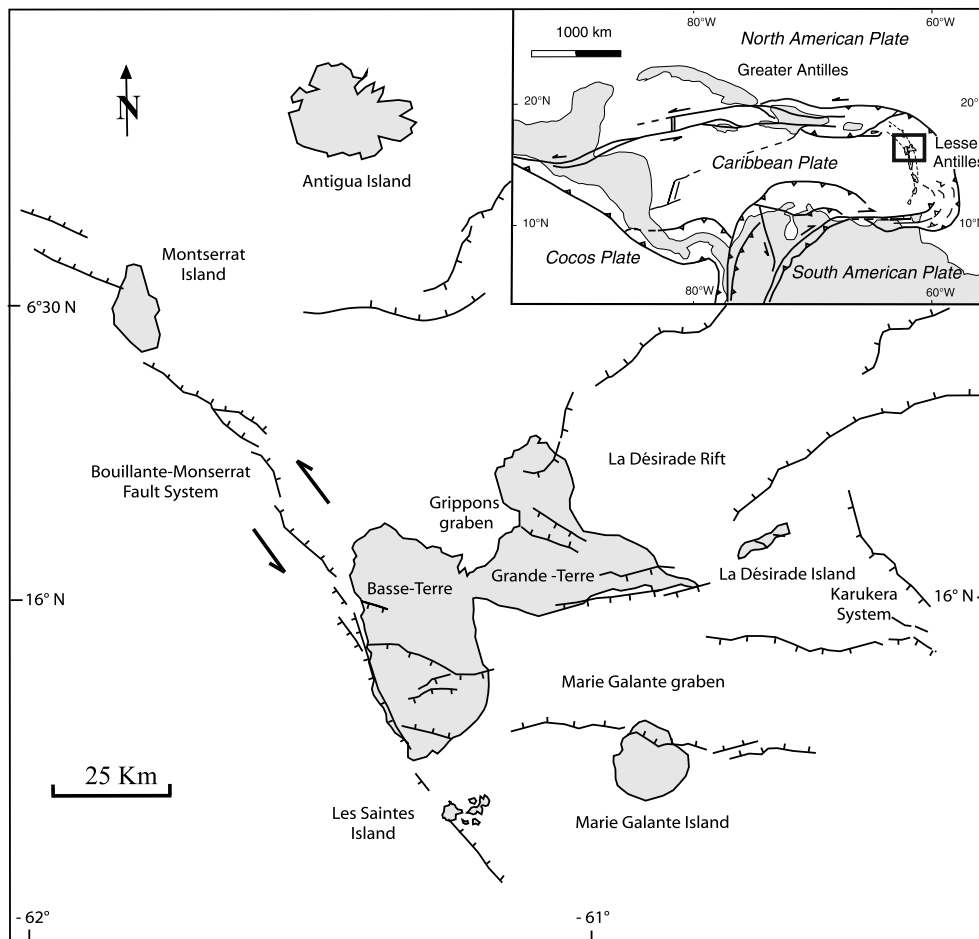 80°W
60°W
1000 km
North American Plate
Greater Antilles
20°N
20°
Caribbean Plate
Lesse
Antilles
10°N
10°N
Cocos Plate
South American Plate
80°W
60°W
N
Antigua Island
Montserrat
Island
6°30 N
Bouillante-Monserrat
Fault System
La Désirade Rift
Grippons
graben
Basse-Terre
Grande -Terre
La Désirade Island
Karukera
System
16° N
16° N
Marie Galante graben
25 Km
Les Saintes
Island
Marie Galante Island
- 62°
- 61°